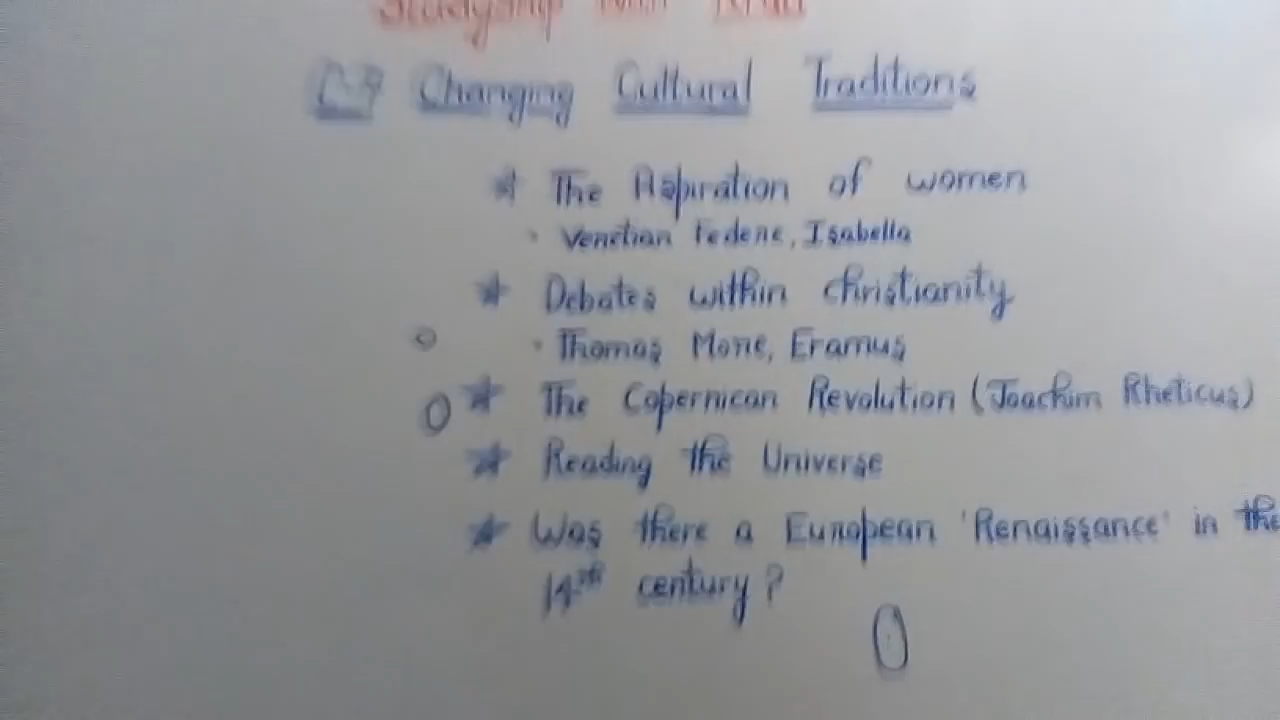 Changing Cultural Traditions
★ The Aspiration of women
· Venetian Fedene, Isabella
★ Debates within christianity
· Thomas More, Eramus
★ The Copernican Revolution (Joachim Rheticus)
★ Reading the Universe
★ Was there a European 'Renaissance' in the
14th century?